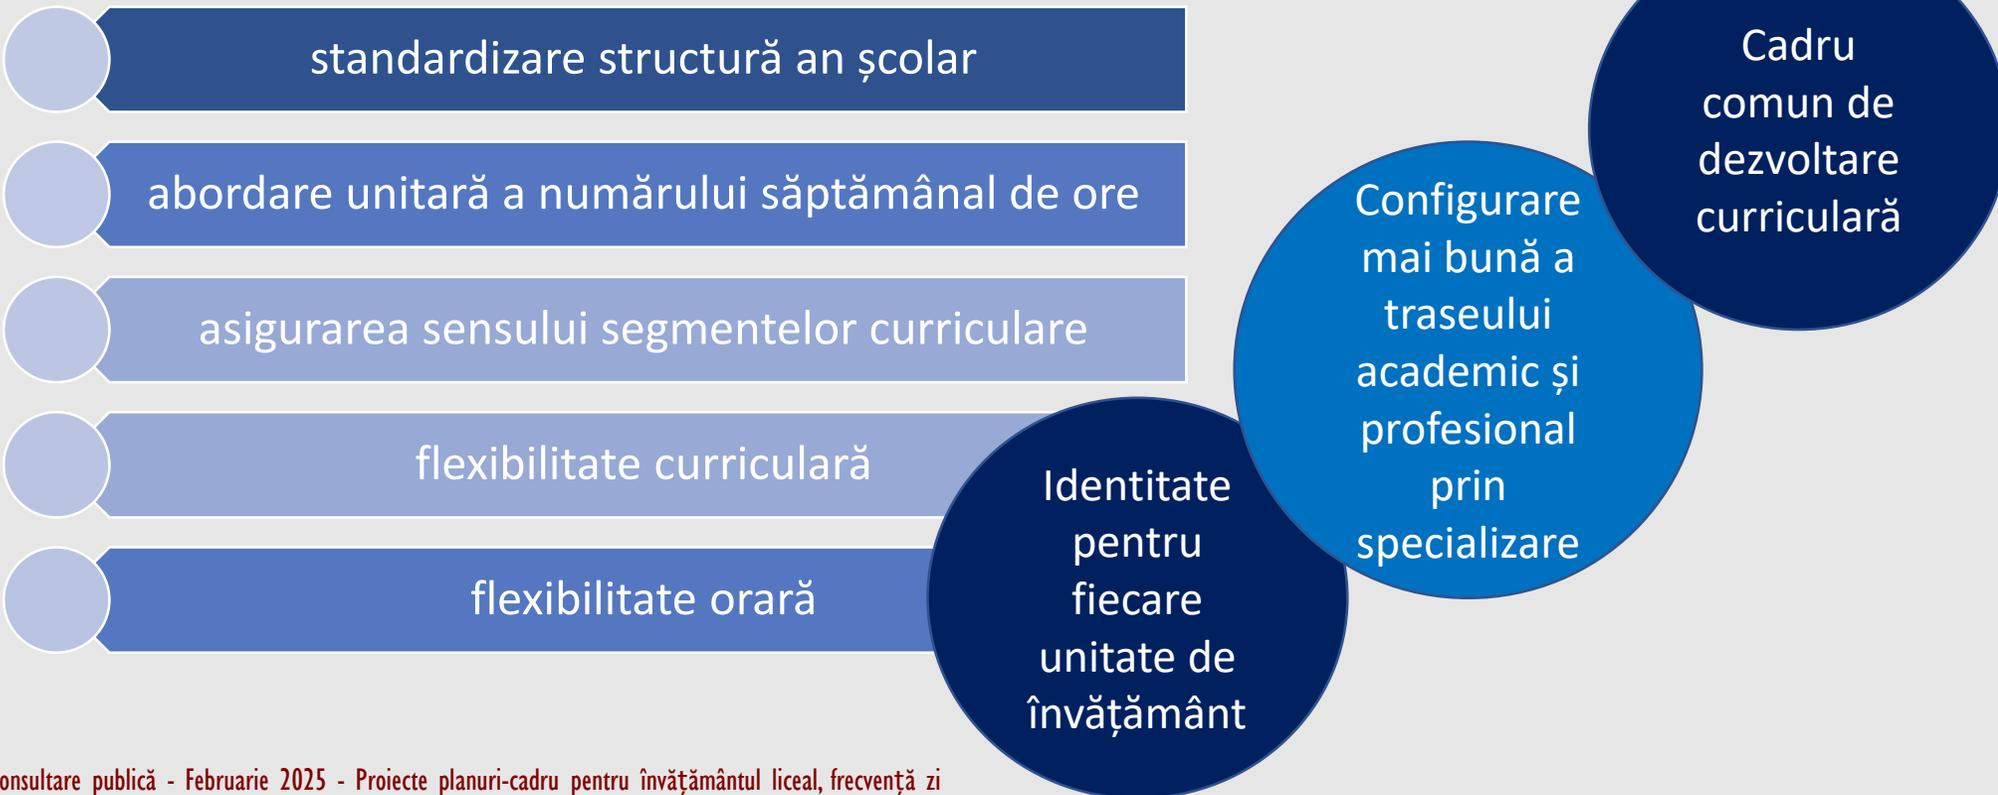 standardizare structură an școlar
abordare unitară a numărului săptămânal de ore
asigurarea sensului segmentelor curriculare
flexibilitate curriculară
flexibilitate orară
Identitate
pentru
fiecare
unitate de
învățământ
Configurare
mai bună a
traseului
academic și
profesional
prin
specializare
Cadru
comun de
dezvoltare
curriculară
onsultare publică - Februarie 2025 - Proiecte planuri-cadru pentru învățământul liceal, frecvență zi